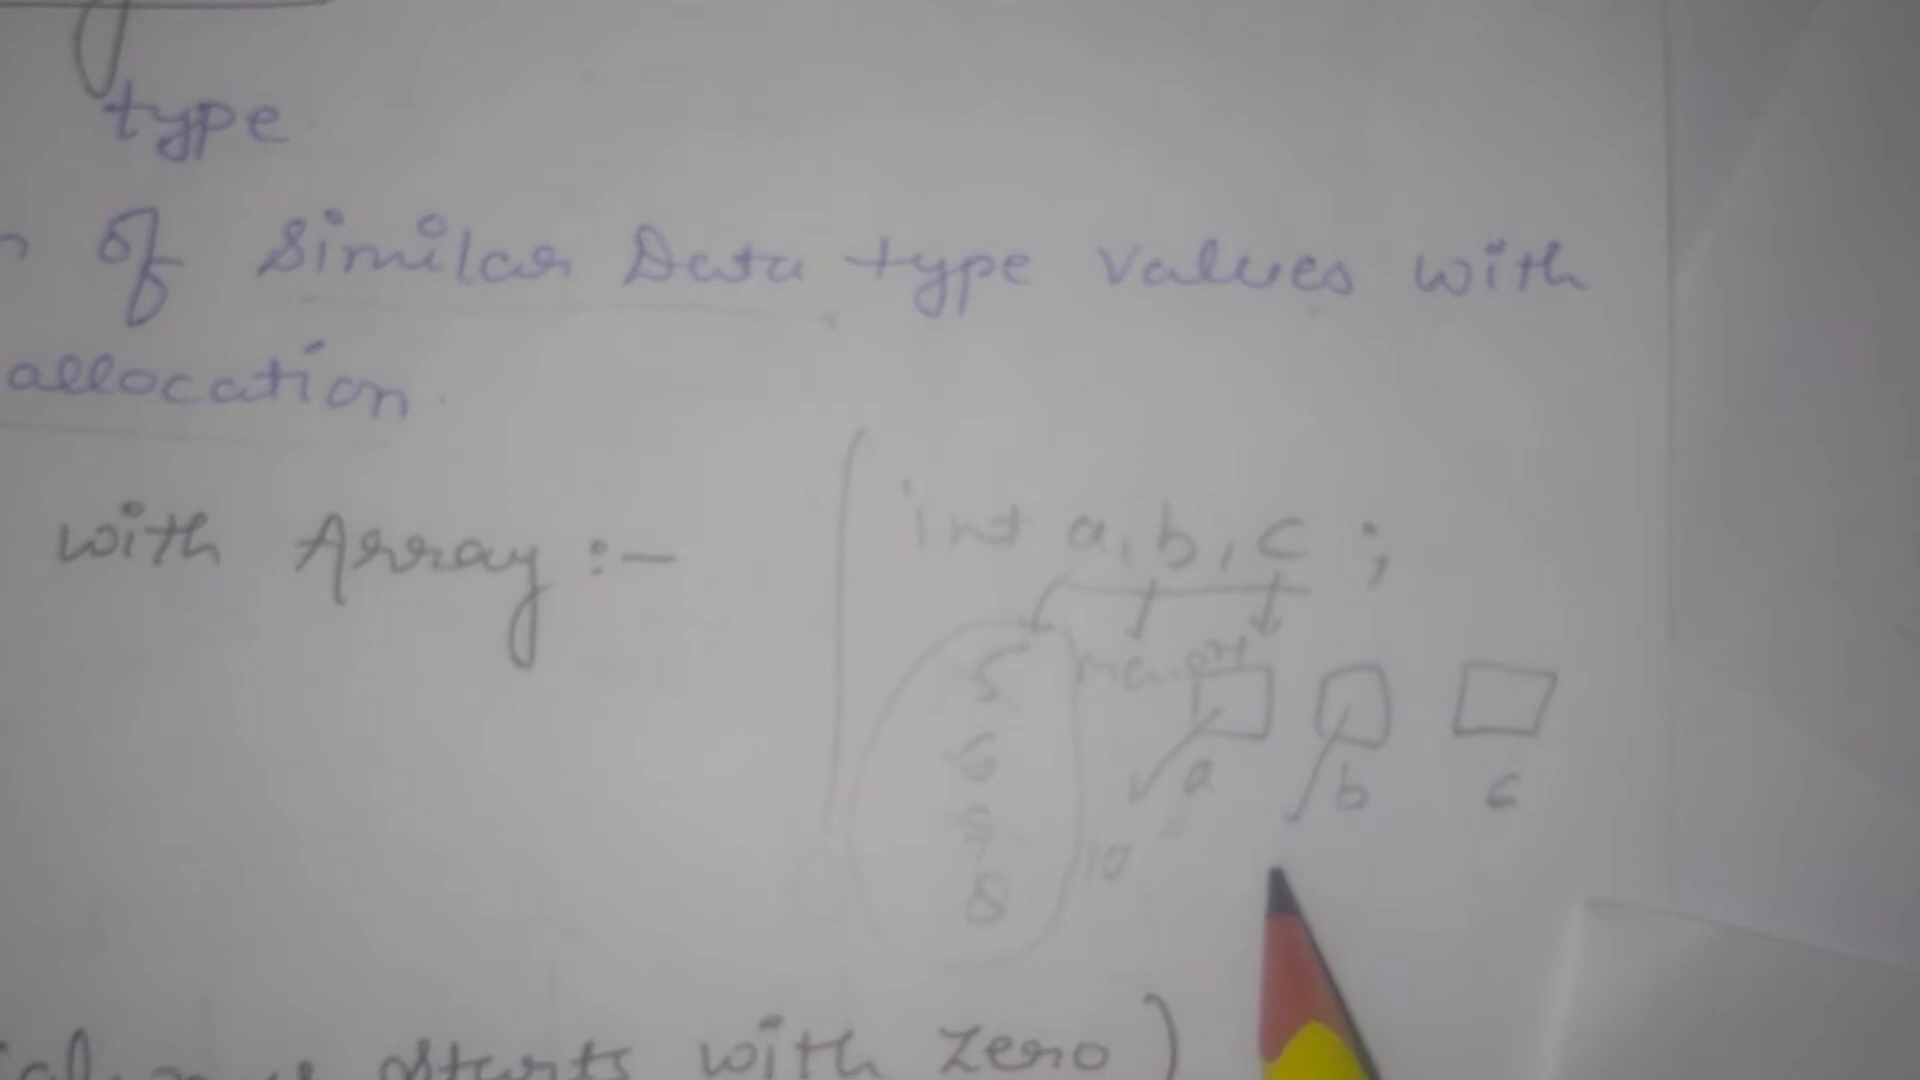 type
of Similar Data type values with
allocation
with Array :-
int a, b, c ;
5 memory
6
a b c
10
8
starts with zero)